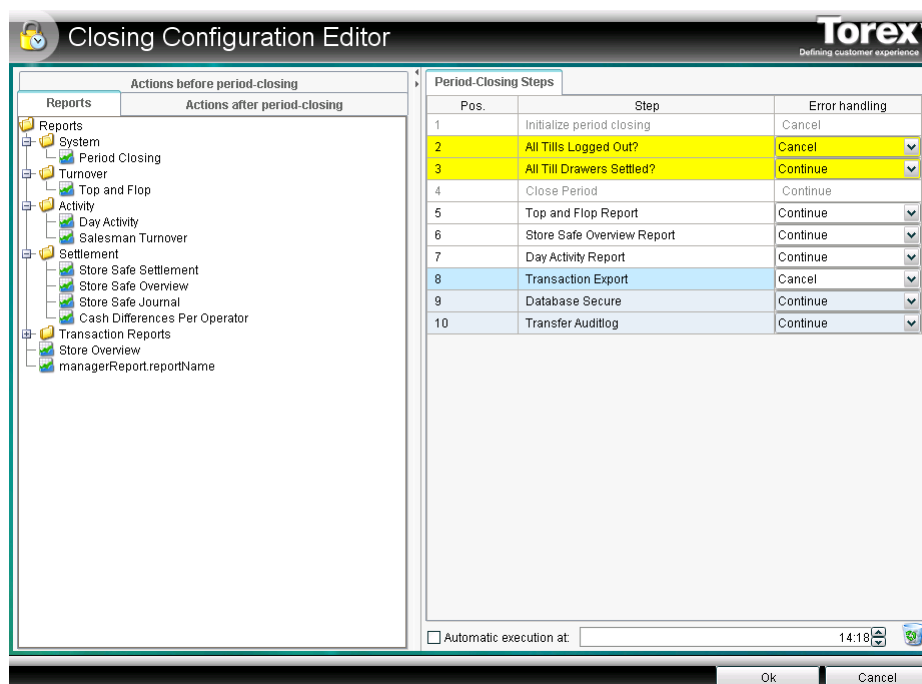 Closing Configuration Editor
Torex
Defining customer experience
Actions before period-closing
Reports
Actions after period-closing
Reports
System
Period Closing
Turnover
Top and Flop
Activity
Day Activity
Salesman Turnover
Settlement
Store Safe Settlement
Store Safe Overview
Store Safe Journal
Cash Differences Per Operator
Transaction Reports
Store Overview
managerReport.reportName
Period-Closing Steps
Pos. Step Error handling
1 Initialize period closing Cancel
2 All Tills Logged Out? Cancel
3 All Till Drawers Settled? Continue
4 Close Period Continue
5 Top and Flop Report Continue
6 Store Safe Overview Report Continue
7 Day Activity Report Continue
8 Transaction Export Cancel
9 Database Secure Continue
10 Transfer Auditlog Continue
Automatic execution at: 14:18
Ok Cancel